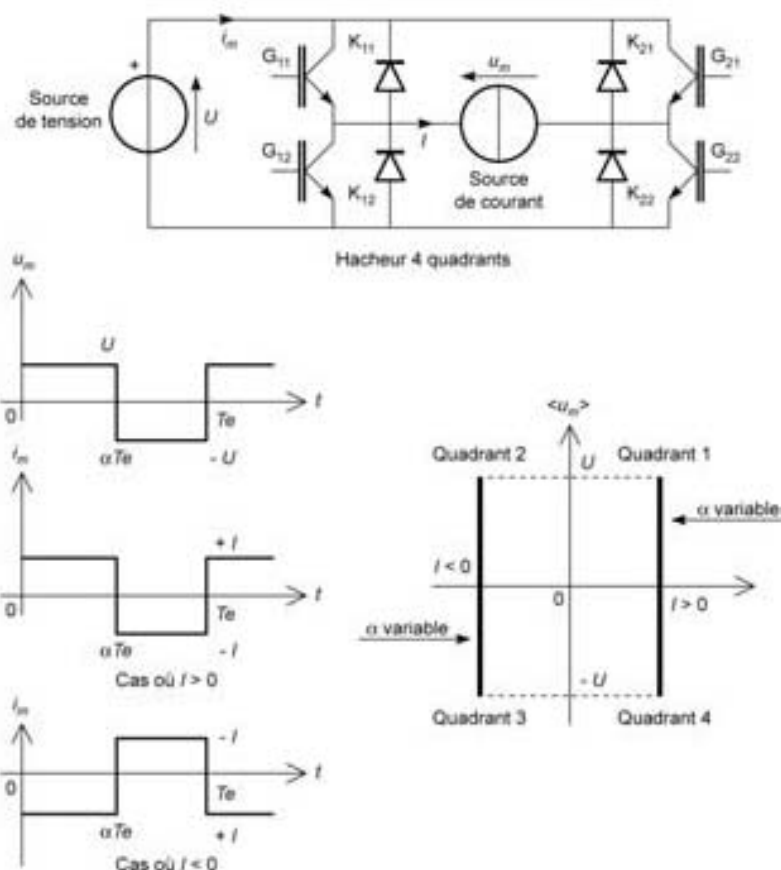 i_m
+
G₁₁
K₁₁
u_m
K₂₁
G₂₁
Source
de tension
U
I
G₁₂
K₁₂
Source
de courant
K₂₂
G₂₂
Hacheur 4 quadrants
u_m
U
0
t
Te
αTe
- U
i_m
+ I
0
t
Te
αTe
- I
Cas où I > 0
i_m
- I
0
t
Te
αTe
+ I
Cas où I < 0
<u_m>
Quadrant 2
U
Quadrant 1
α variable
I < 0
0
I > 0
α variable
- U
Quadrant 3
Quadrant 4